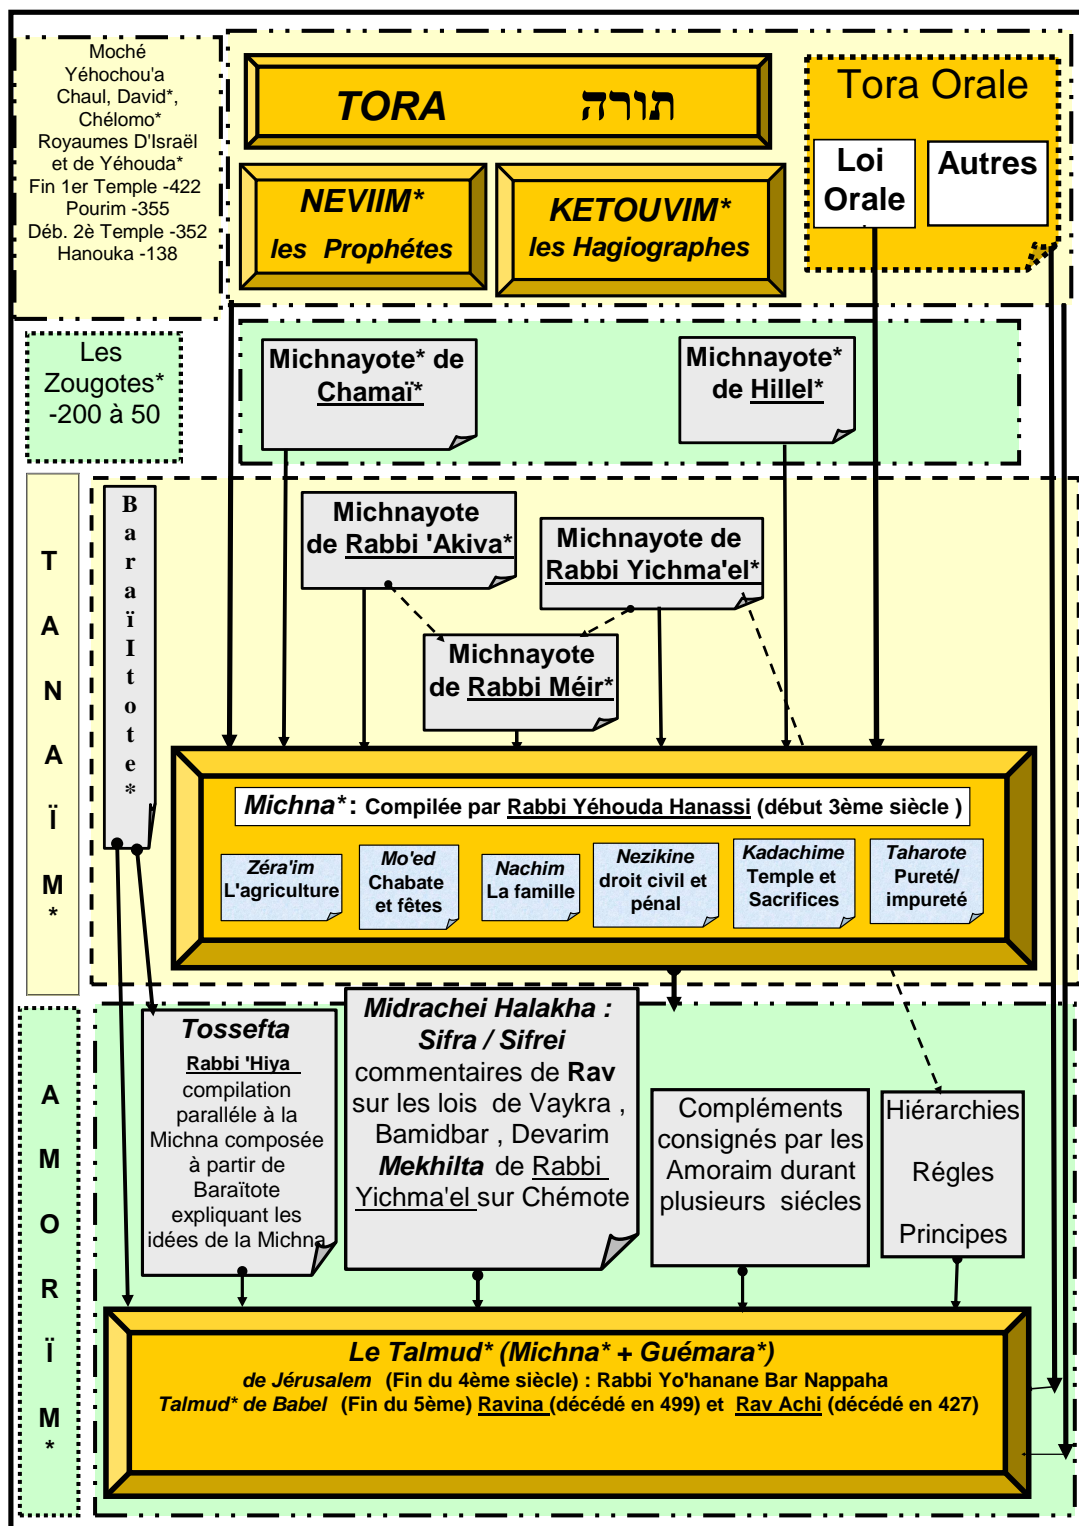 Moché
Yéhochou'a
Chaul, David*,
Chélomo*
Royaumes D'Israël
et de Yéhouda*
Fin 1er Temple -422
Pourim -355
Déb. 2è Temple -352
Hanouka -138
TORA תורה
NEVIIM*
les Prophétes
KETOUVIM*
les Hagiographes
Tora Orale
Loi
Orale
Autres
Les
Zougotes*
-200 à 50
Michnayote* de
Chamaï*
Michnayote*
de Hillel*
T
A
N
A
Ï
M
*
B
a
r
a
ï
I
t
o
t
e
*
Michnayote
de Rabbi 'Akiva*
Michnayote de
Rabbi Yichma'el*
Michnayote
de Rabbi Méir*
Michna*: Compilée par Rabbi Yéhouda Hanassi (début 3ème siècle )
Zéra'im
L'agriculture
Mo'ed
Chabate
et fêtes
Nachim
La famille
Nezikine
droit civil et
pénal
Kadachime
Temple et
Sacrifices
Taharote
Pureté/
impureté
A
M
O
R
Ï
M
*
Tossefta
Rabbi 'Hiya
compilation
paralléle à la
Michna composée
à partir de
Baraïtote
expliquant les
idées de la Michna
Midrachei Halakha :
Sifra / Sifrei
commentaires de Rav
sur les lois de Vaykra ,
Bamidbar , Devarim
Mekhilta de Rabbi
Yichma'el sur Chémote
Compléments
consignés par les
Amoraim durant
plusieurs siécles
Hiérarchies
Régles
Principes
Le Talmud* (Michna* + Guémara*)
de Jérusalem (Fin du 4ème siècle) : Rabbi Yo'hanane Bar Nappaha
Talmud* de Babel (Fin du 5ème) Ravina (décédé en 499) et Rav Achi (décédé en 427)